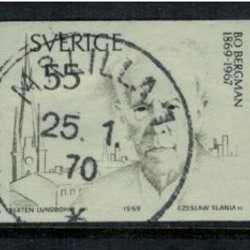 SVERIGE
55
BO BERGMAN
1869-1967
25. 1
70
SIXTEN LUNDBOHM
1969
CZESLAW SLANIA